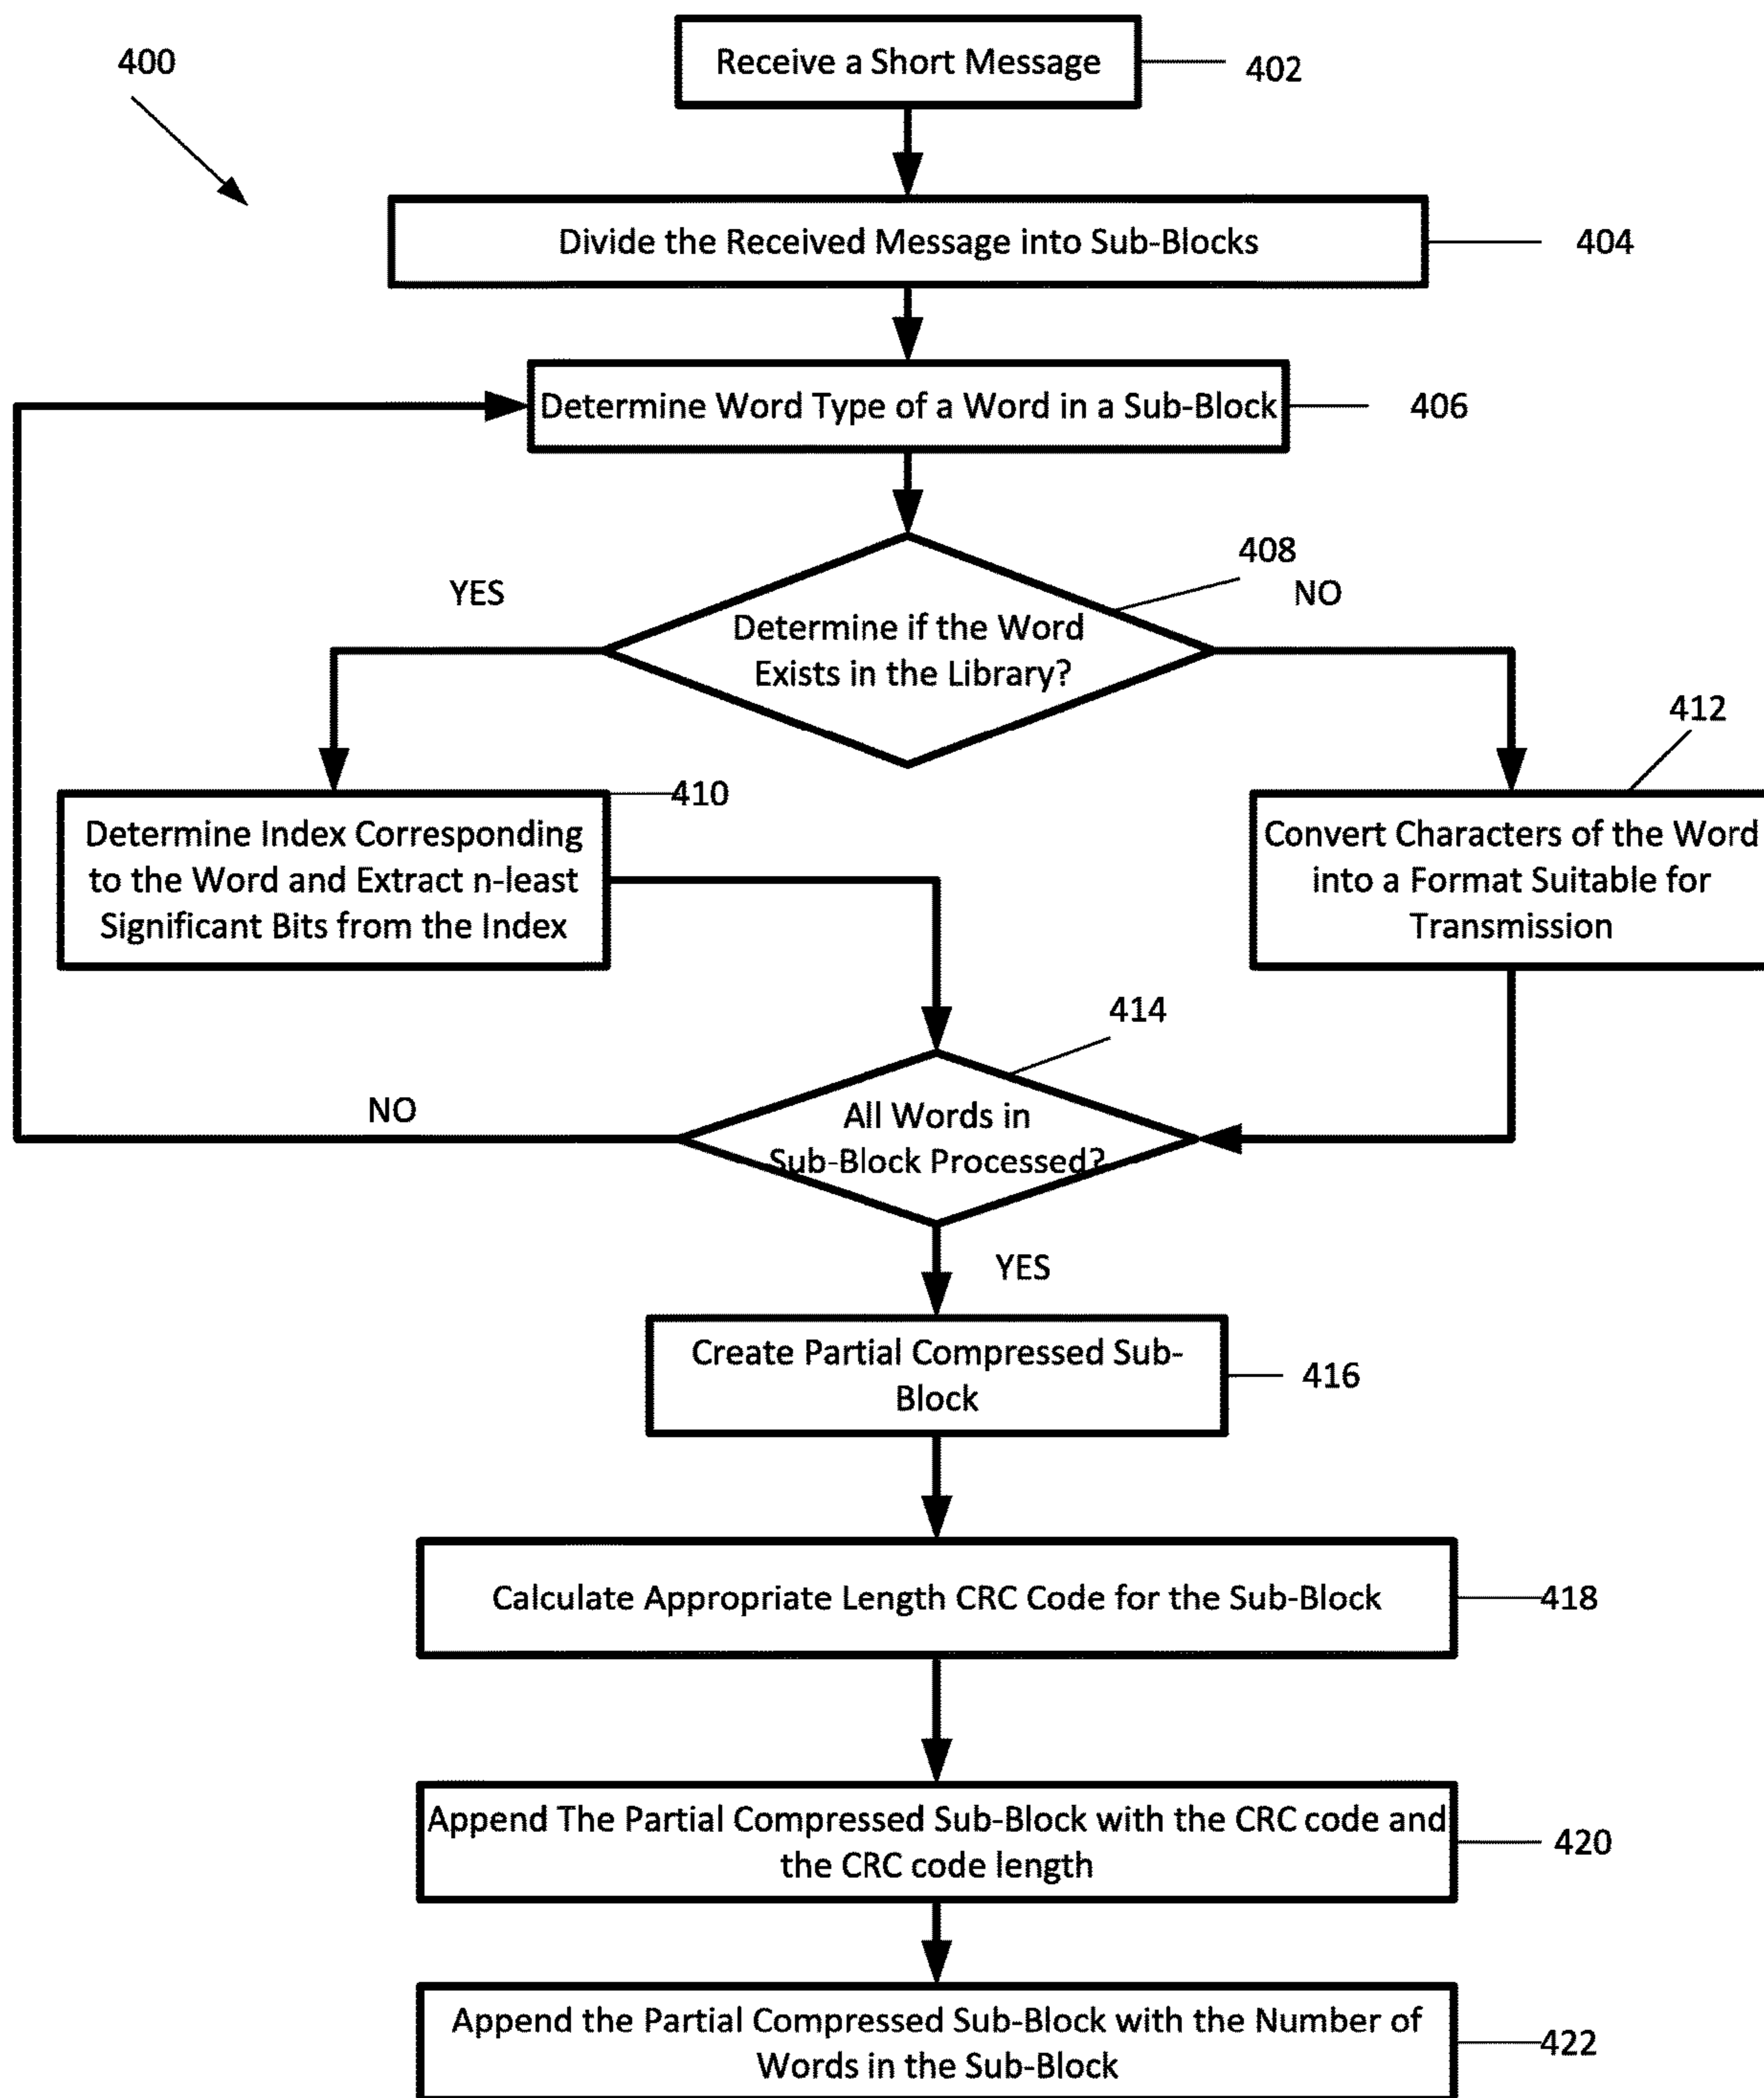 400
Receive a Short Message
402
Divide the Received Message into Sub-Blocks
404
Determine Word Type of a Word in a Sub-Block
406
408
YES
NO
Determine if the Word
Exists in the Library?
412
410
Determine Index Corresponding
to the Word and Extract n-least
Significant Bits from the Index
Convert Characters of the Word
into a Format Suitable for
Transmission
414
NO
All Words in
Sub-Block Processed?
YES
Create Partial Compressed Sub-
Block
416
Calculate Appropriate Length CRC Code for the Sub-Block
418
Append The Partial Compressed Sub-Block with the CRC code and
the CRC code length
420
Append the Partial Compressed Sub-Block with the Number of
Words in the Sub-Block
422